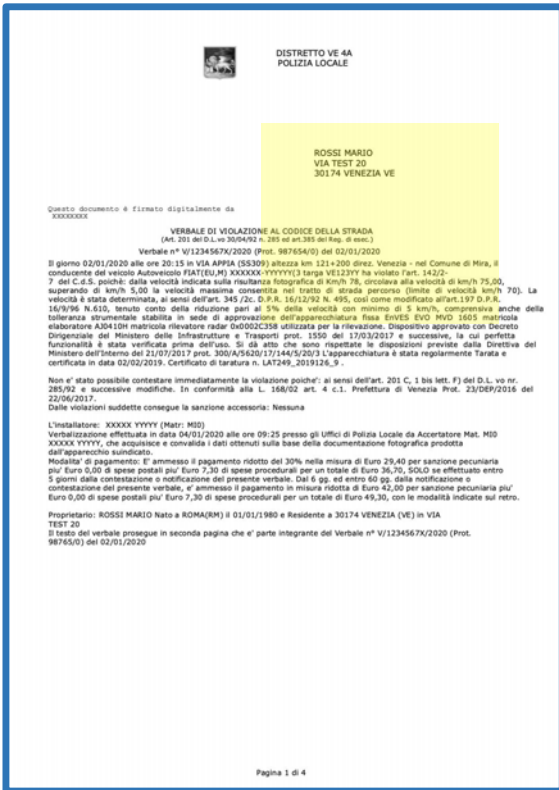 DISTRETTO VE 4A
POLIZIA LOCALE
ROSSI MARIO
VIA TEST 20
30174 VENEZIA VE
Questo documento è firmato digitalmente da
XXXXXXXX
VERBALE DI VIOLAZIONE AL CODICE DELLA STRADA
(Art. 201 del D.L.vo 30/04/92 n. 285 ed art.385 del Reg. di esec.)
Verbale n° V/1234567X/2020 (Prot. 987654/0) del 02/01/2020
Il giorno 02/01/2020 alle ore 20:15 in VIA APPIA (SS309) altezza km 121+200 direz. Venezia - nel Comune di Mira, il
conducente del veicolo Autoveicolo FIAT(EU,M) XXXXXX-YYYYYY(3 targa VE123YY ha violato l'art. 142/2-
7 del C.d.S. poichè: dalla velocità indicata sulla risultanza fotografica di Km/h 78, circolava alla velocità di km/h 75,00,
superando di km/h 5,00 la velocità massima consentita nel tratto di strada percorso (limite di velocità km/h 70). La
velocità è stata determinata, ai sensi dell'art. 345 /2c. D.P.R. 16/12/92 N. 495, così come modificato all'art.197 D.P.R.
16/9/96 N.610, tenuto conto della riduzione pari al 5% della velocità con minimo di 5 km/h, comprensiva anche della
tolleranza strumentale stabilita in sede di approvazione dell'apparecchiatura fissa EnVES EVO MVD 1605 matricola
elaboratore AJ0410H matricola rilevatore radar 0x0002C358 utilizzata per la rilevazione. Dispositivo approvato con Decreto
Dirigenziale del Ministero delle Infrastrutture e Trasporti prot. 1550 del 17/03/2017 e successive, la cui perfetta
funzionalità è stata verificata prima dell'uso. Si dà atto che sono rispettate le disposizioni previste dalla Direttiva del
Ministero dell'Interno del 21/07/2017 prot. 300/A/5620/17/144/5/20/3 L'apparecchiatura è stata regolarmente Tarata e
certificata in data 02/02/2019. Certificato di taratura n. LAT249_2019126_9 .
Non e' stato possibile contestare immediatamente la violazione poiche': ai sensi dell'art. 201 C, 1 bis lett. F) del D.L. vo nr.
285/92 e successive modifiche. In conformità alla L. 168/02 art. 4 c.1. Prefettura di Venezia Prot. 23/DEP/2016 del
22/06/2017.
Dalle violazioni suddette consegue la sanzione accessoria: Nessuna
L'installatore: XXXXX YYYYY (Matr: MI0)
Verbalizzazione effettuata in data 04/01/2020 alle ore 09:25 presso gli Uffici di Polizia Locale da Accertatore Mat. MI0
XXXXX YYYYY, che acquisisce e convalida i dati ottenuti sulla base della documentazione fotografica prodotta
dall'apparecchio suindicato.
Modalita' di pagamento: E' ammesso il pagamento ridotto del 30% nella misura di Euro 29,40 per sanzione pecuniaria
piu' Euro 0,00 di spese postali piu' Euro 7,30 di spese procedurali per un totale di Euro 36,70, SOLO se effettuato entro
5 giorni dalla contestazione o notificazione del presente verbale. Dal 6 gg. ed entro 60 gg. dalla notificazione o
contestazione del presente verbale, e' ammesso il pagamento in misura ridotta di Euro 42,00 per sanzione pecuniaria piu'
Euro 0,00 di spese postali piu' Euro 7,30 di spese procedurali per un totale di Euro 49,30, con le modalità indicate sul retro.
Proprietario: ROSSI MARIO Nato a ROMA(RM) il 01/01/1980 e Residente a 30174 VENEZIA (VE) in VIA
TEST 20
Il testo del verbale prosegue in seconda pagina che e' parte integrante del Verbale n° V/1234567X/2020 (Prot.
98765/0) del 02/01/2020
Pagina 1 di 4